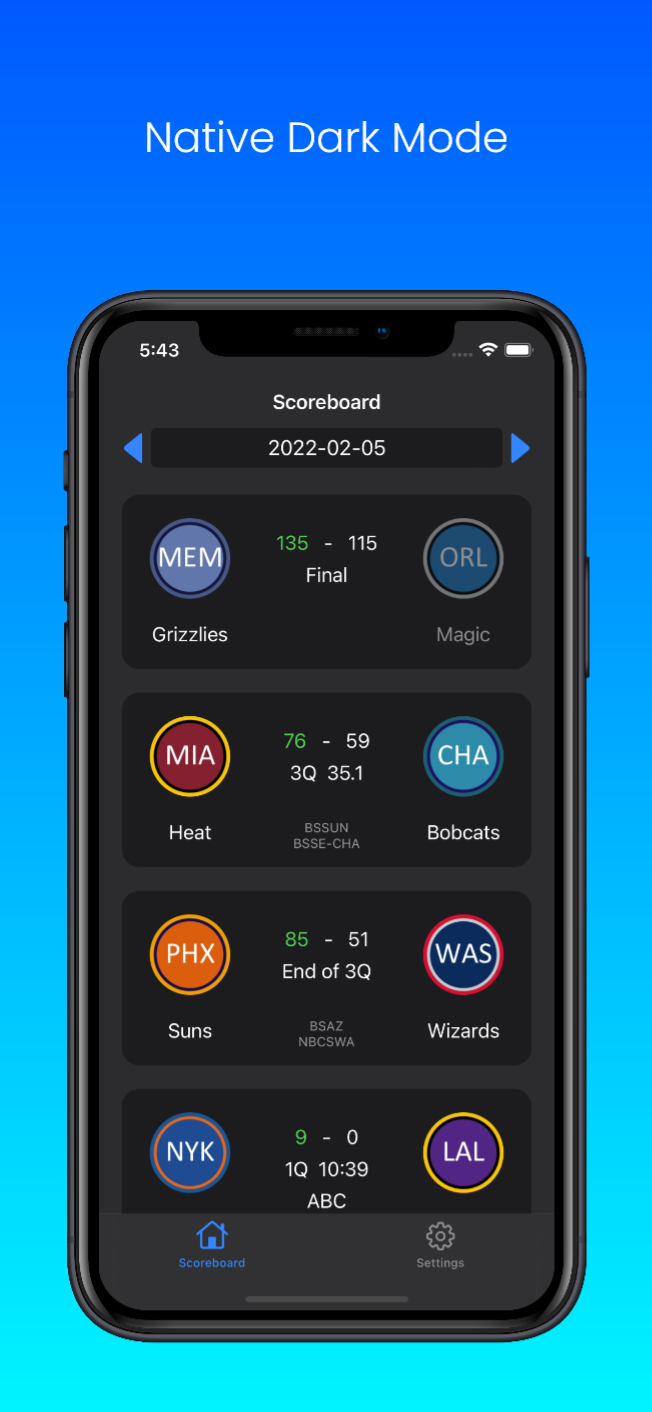 Native Dark Mode
5:43
Scoreboard
2022-02-05
MEM 135 - 115 ORL
Final
Grizzlies Magic
MIA 76 - 59 CHA
3Q 35.1
Heat BSSUN Bobcats
BSSE-CHA
PHX 85 - 51 WAS
End of 3Q
Suns BSAZ Wizards
NBCSWA
NYK 9 - 0 LAL
1Q 10:39
ABC
Scoreboard Settings